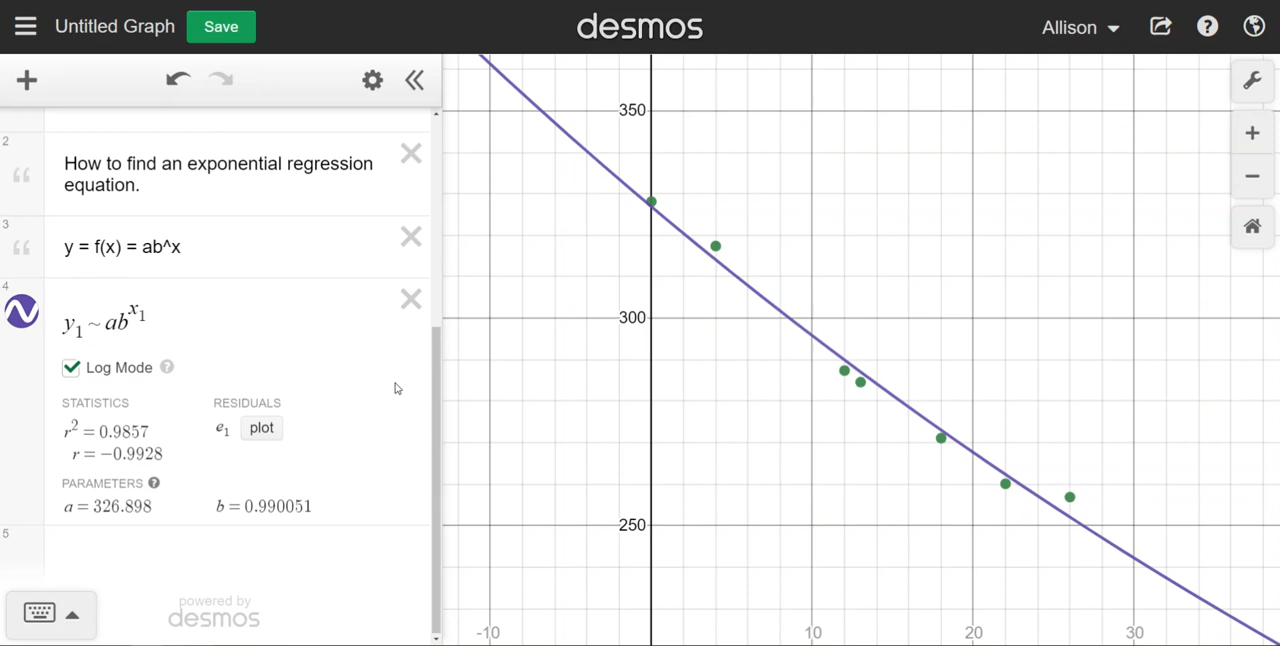 Untitled Graph Save desmos Allison
2
How to find an exponential regression
equation.
3
y = f(x) = ab^x
4
y₁ ~ ab^x₁
Log Mode
STATISTICS RESIDUALS
r² = 0.9857 e₁ plot
r = −0.9928
PARAMETERS
a = 326.898 b = 0.990051
5
powered by
desmos
350
300
250
-10 10 20 30